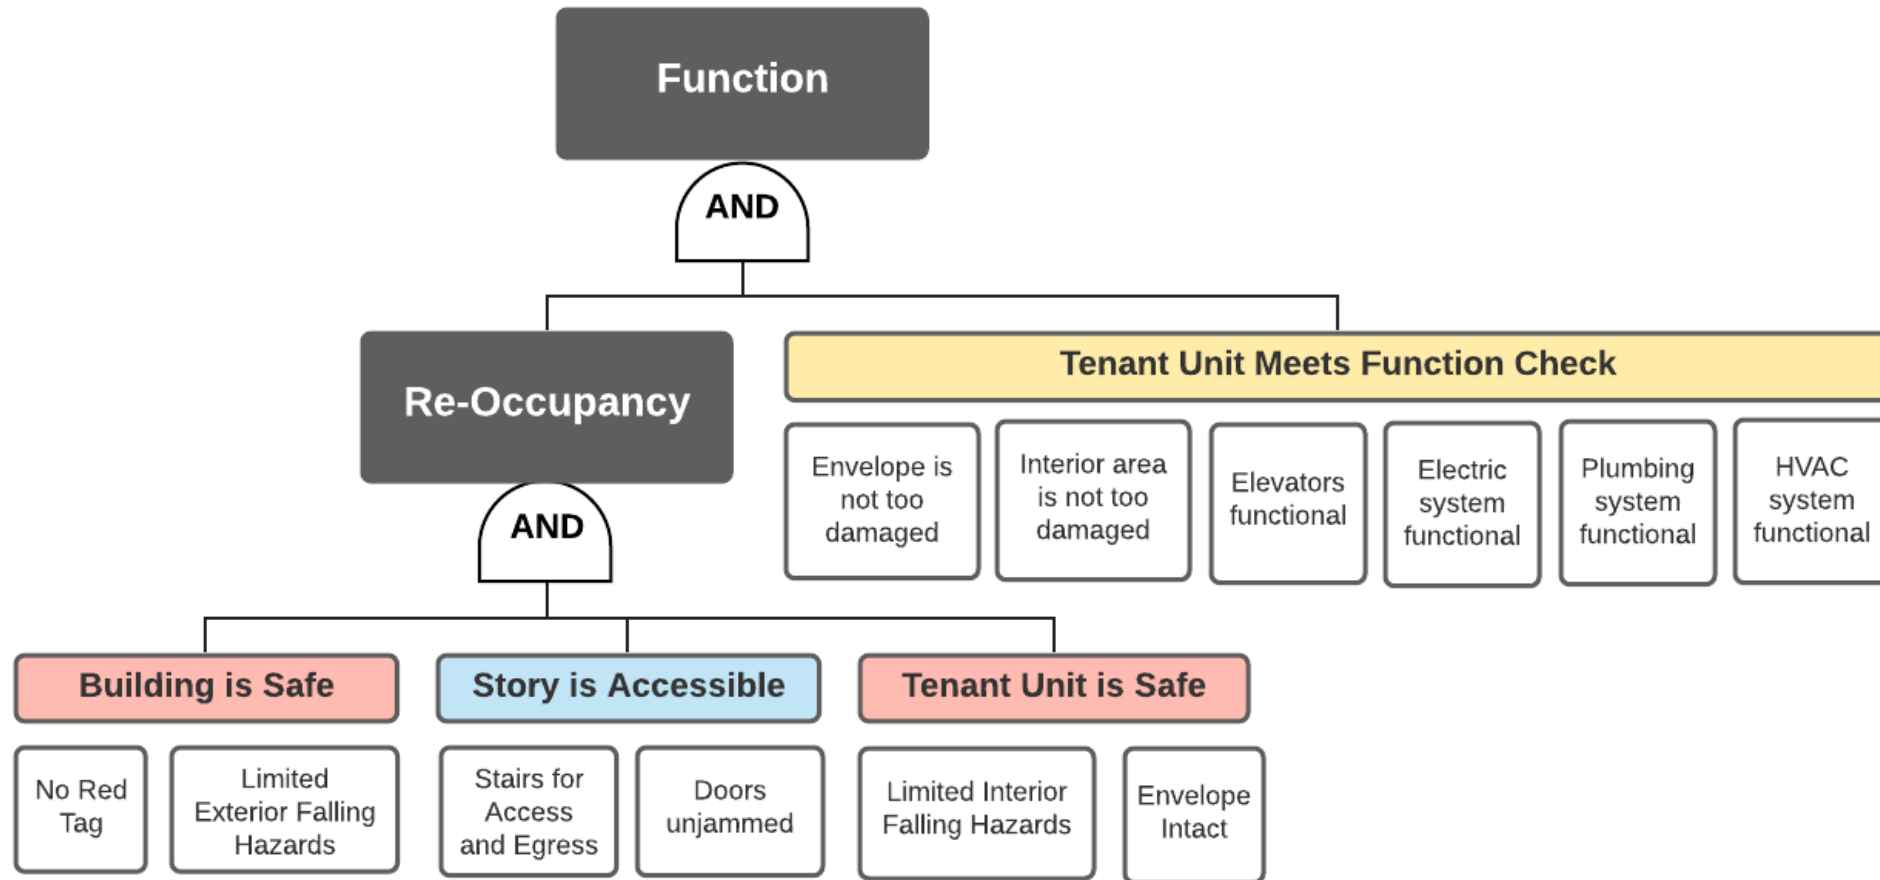 Function
AND
Re-Occupancy
Tenant Unit Meets Function Check
Envelope is
not too
damaged
Interior area
is not too
damaged
Elevators
functional
Electric
system
functional
Plumbing
system
functional
HVAC
system
functional
AND
Building is Safe
Story is Accessible
Tenant Unit is Safe
No Red
Tag
Limited
Exterior Falling
Hazards
Stairs for
Access
and Egress
Doors
unjammed
Limited Interior
Falling Hazards
Envelope
Intact